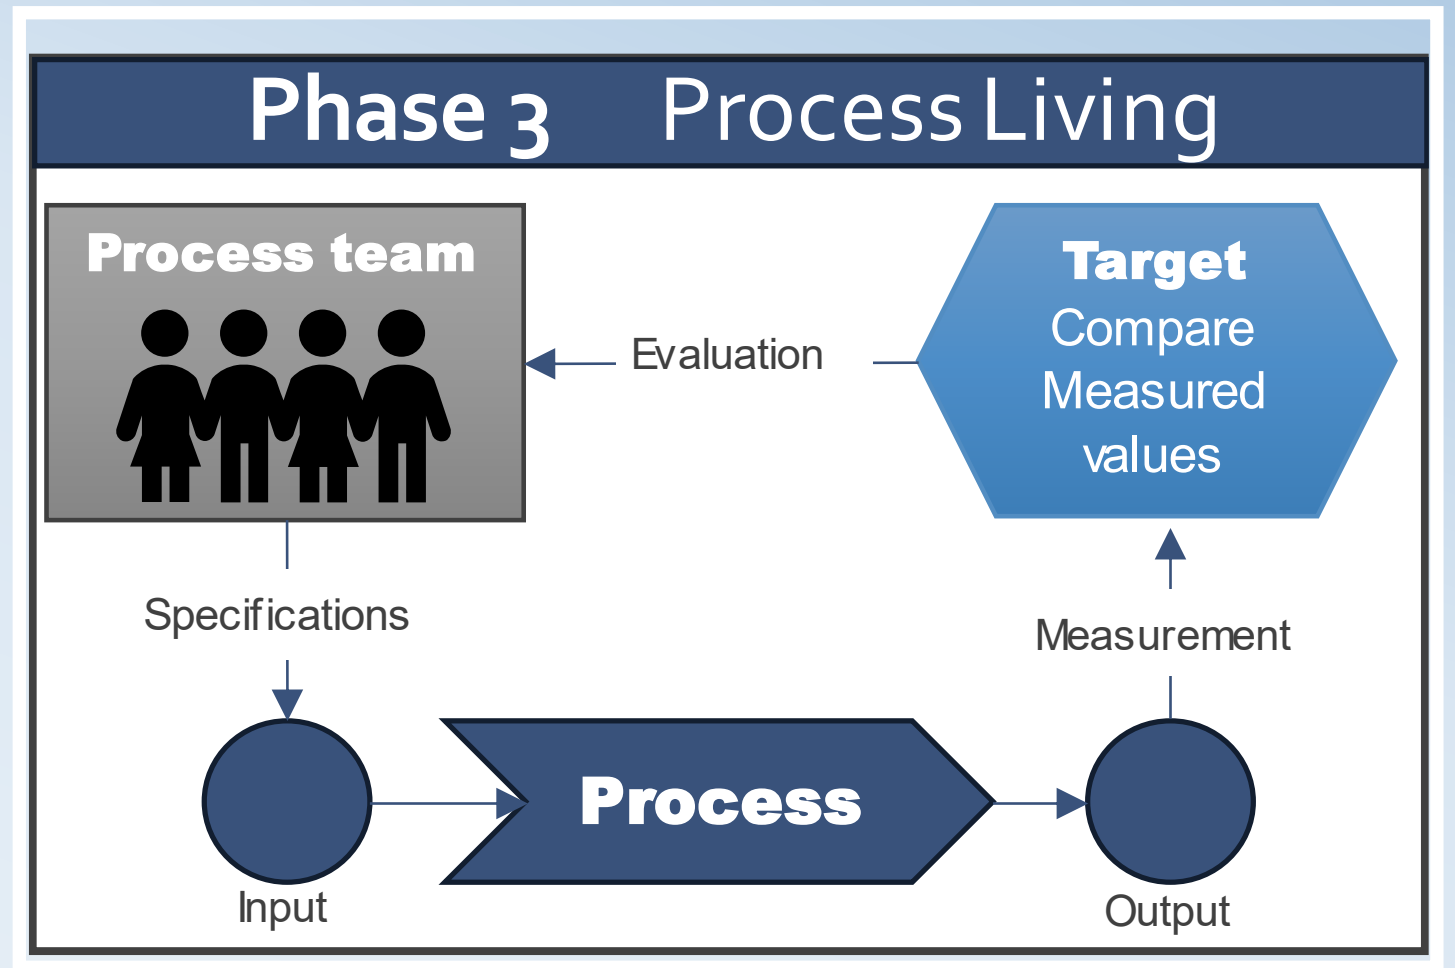 Phase 3 Process Living
Process team
Target
Compare
Measured
values
Evaluation
Specifications
Measurement
Process
Input
Output